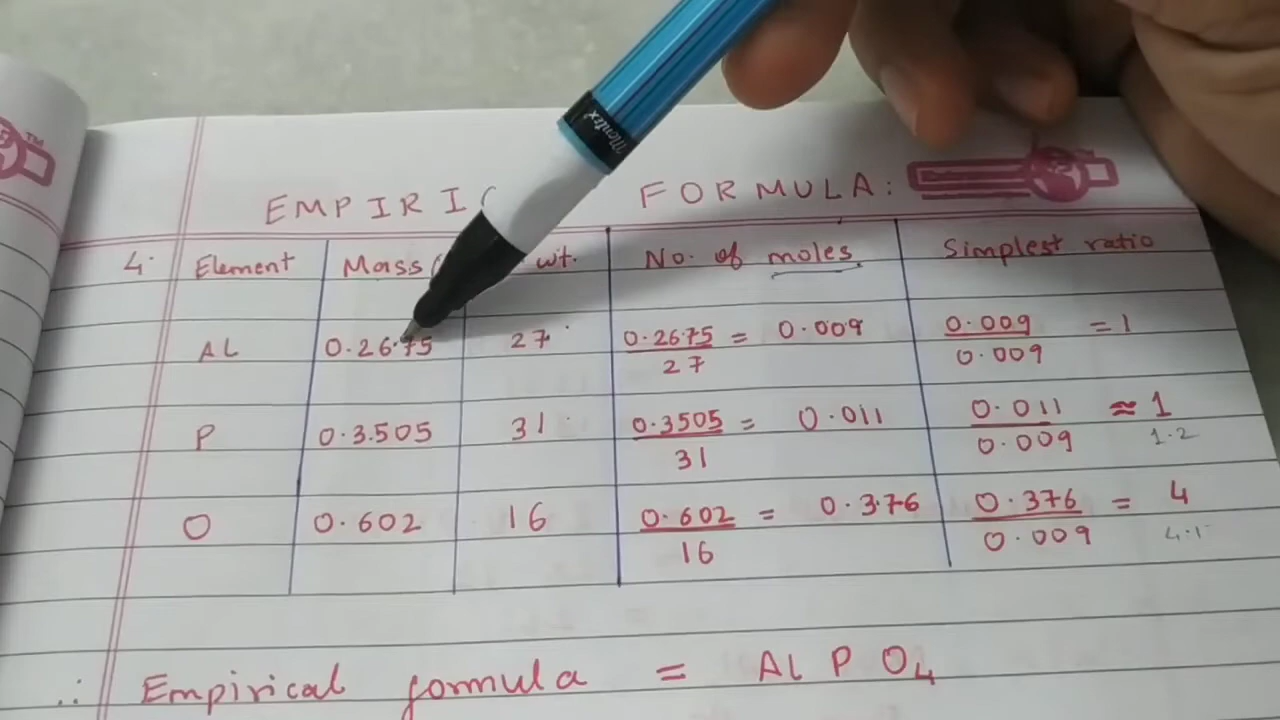 EMPIRIC FORMULA:
4. Element Mass( wt. No. of moles Simplest ratio
AL 0.2675 27 0.2675/27 = 0.009 0.009/0.009 = 1
P 0.3505 31 0.3505/31 = 0.011 0.011/0.009 ≈ 1
1.2
O 0.602 16 0.602/16 = 0.376 0.376/0.009 = 4
4.1
∴ Empirical formula = AL P O4
Mentix
TM